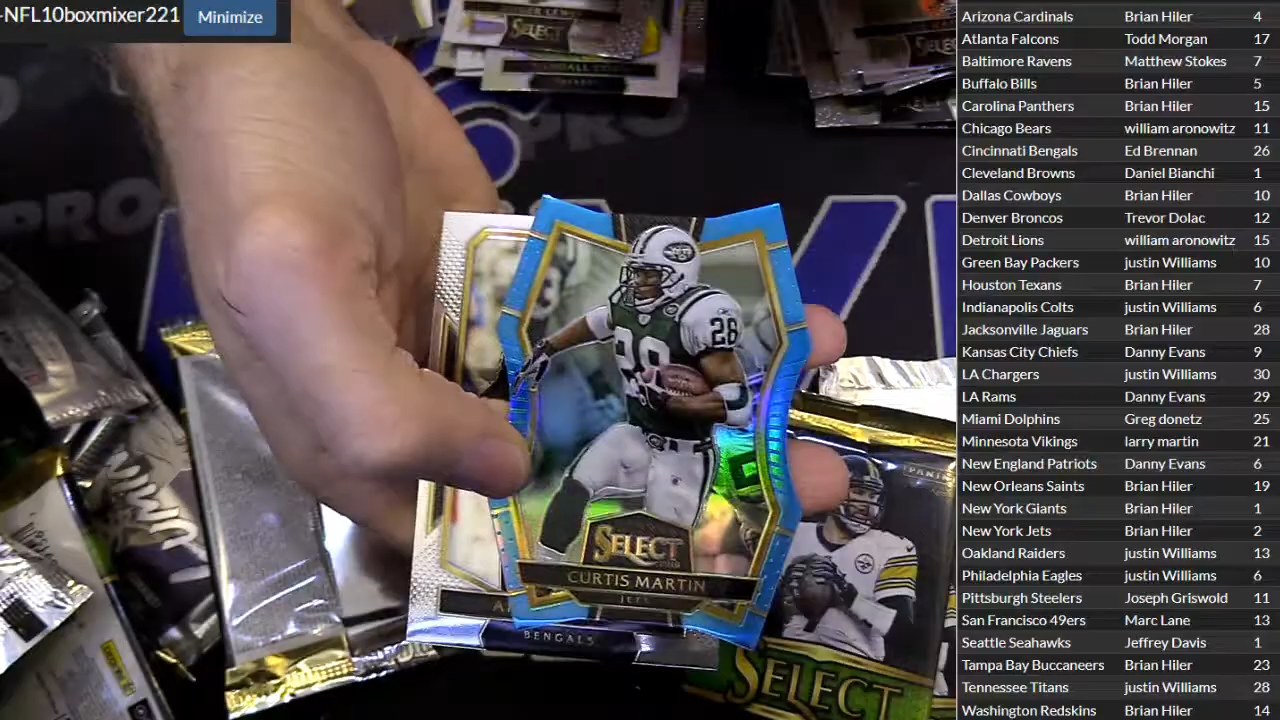 -NFL10boxmixer221
Minimize
SELECT
PRO
PRO
28
28
SELECT
CURTIS MARTIN
JETS
BENGALS
PANINI
SELECT
Arizona Cardinals Brian Hiler 4
Atlanta Falcons Todd Morgan 17
Baltimore Ravens Matthew Stokes 7
Buffalo Bills Brian Hiler 5
Carolina Panthers Brian Hiler 15
Chicago Bears william aronowitz 11
Cincinnati Bengals Ed Brennan 26
Cleveland Browns Daniel Bianchi 1
Dallas Cowboys Brian Hiler 10
Denver Broncos Trevor Dolac 12
Detroit Lions william aronowitz 15
Green Bay Packers justin Williams 10
Houston Texans Brian Hiler 7
Indianapolis Colts justin Williams 6
Jacksonville Jaguars Brian Hiler 28
Kansas City Chiefs Danny Evans 9
LA Chargers justin Williams 30
LA Rams Danny Evans 29
Miami Dolphins Greg donetz 25
Minnesota Vikings larry martin 21
New England Patriots Danny Evans 6
New Orleans Saints Brian Hiler 19
New York Giants Brian Hiler 1
New York Jets Brian Hiler 2
Oakland Raiders justin Williams 13
Philadelphia Eagles justin Williams 6
Pittsburgh Steelers Joseph Griswold 11
San Francisco 49ers Marc Lane 13
Seattle Seahawks Jeffrey Davis 1
Tampa Bay Buccaneers Brian Hiler 23
Tennessee Titans justin Williams 28
Washington Redskins Brian Hiler 14